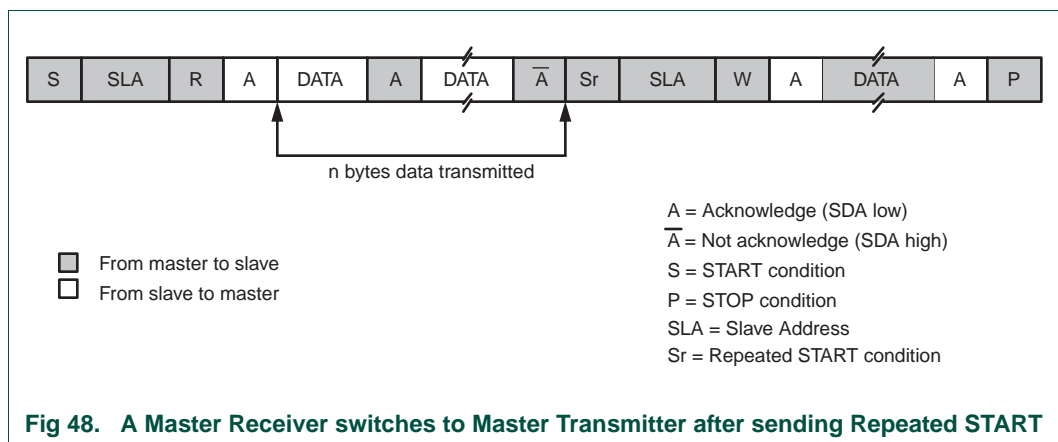 S SLA R A DATA A DATA A̅ Sr SLA W A DATA A P
n bytes data transmitted
From master to slave
From slave to master
A = Acknowledge (SDA low)
A̅ = Not acknowledge (SDA high)
S = START condition
P = STOP condition
SLA = Slave Address
Sr = Repeated START condition
Fig 48. A Master Receiver switches to Master Transmitter after sending Repeated START